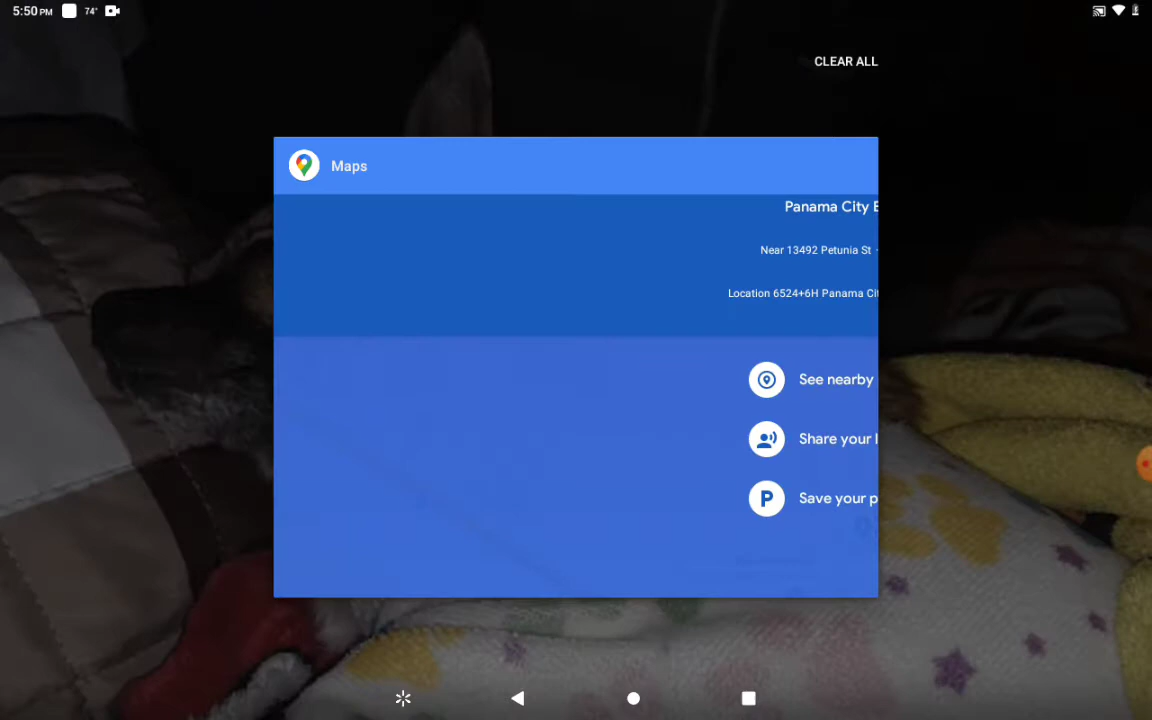 5:50 PM 74°
CLEAR ALL
Maps
Panama City
Near 13492 Petunia St
Location 6524+6H Panama
See nearby
Share your
P Save your